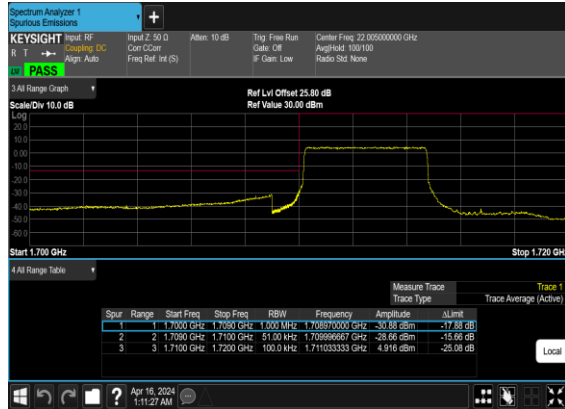 Spectrum Analyzer 1
Spurious Emissions
KEYSIGHT Input: RF Input Z: 50 Ω Atten: 10 dB Trig: Free Run Center Freq: 22.005000000 GHz
R T Coupling: DC Corr CCorr Gate: Off Avg|Hold: 100/100
Align: Auto Freq Ref: Int (S) IF Gain: Low Radio Std: None
PASS
3 All Range Graph
Ref Lvl Offset 25.80 dB
Scale/Div 10.0 dB Ref Value 30.00 dBm
Log
20.0
10.0
0.00
-10.0
-20.0
-30.0
-40.0
-50.0
-60.0
Start 1.700 GHz Stop 1.720 GHz
4 All Range Table
Measure Trace Trace 1
Trace Type Trace Average (Active)
Spur Range Start Freq Stop Freq RBW Frequency Amplitude ΔLimit
1 1 1.7000 GHz 1.7090 GHz 1.000 MHz 1.708970000 GHz -30.88 dBm -17.88 dB
2 2 1.7090 GHz 1.7100 GHz 51.00 kHz 1.709996667 GHz -28.66 dBm -15.66 dB
3 3 1.7100 GHz 1.7200 GHz 100.0 kHz 1.711033333 GHz 4.916 dBm -25.08 dB
Local
? Apr 16, 2024
1:11:27 AM